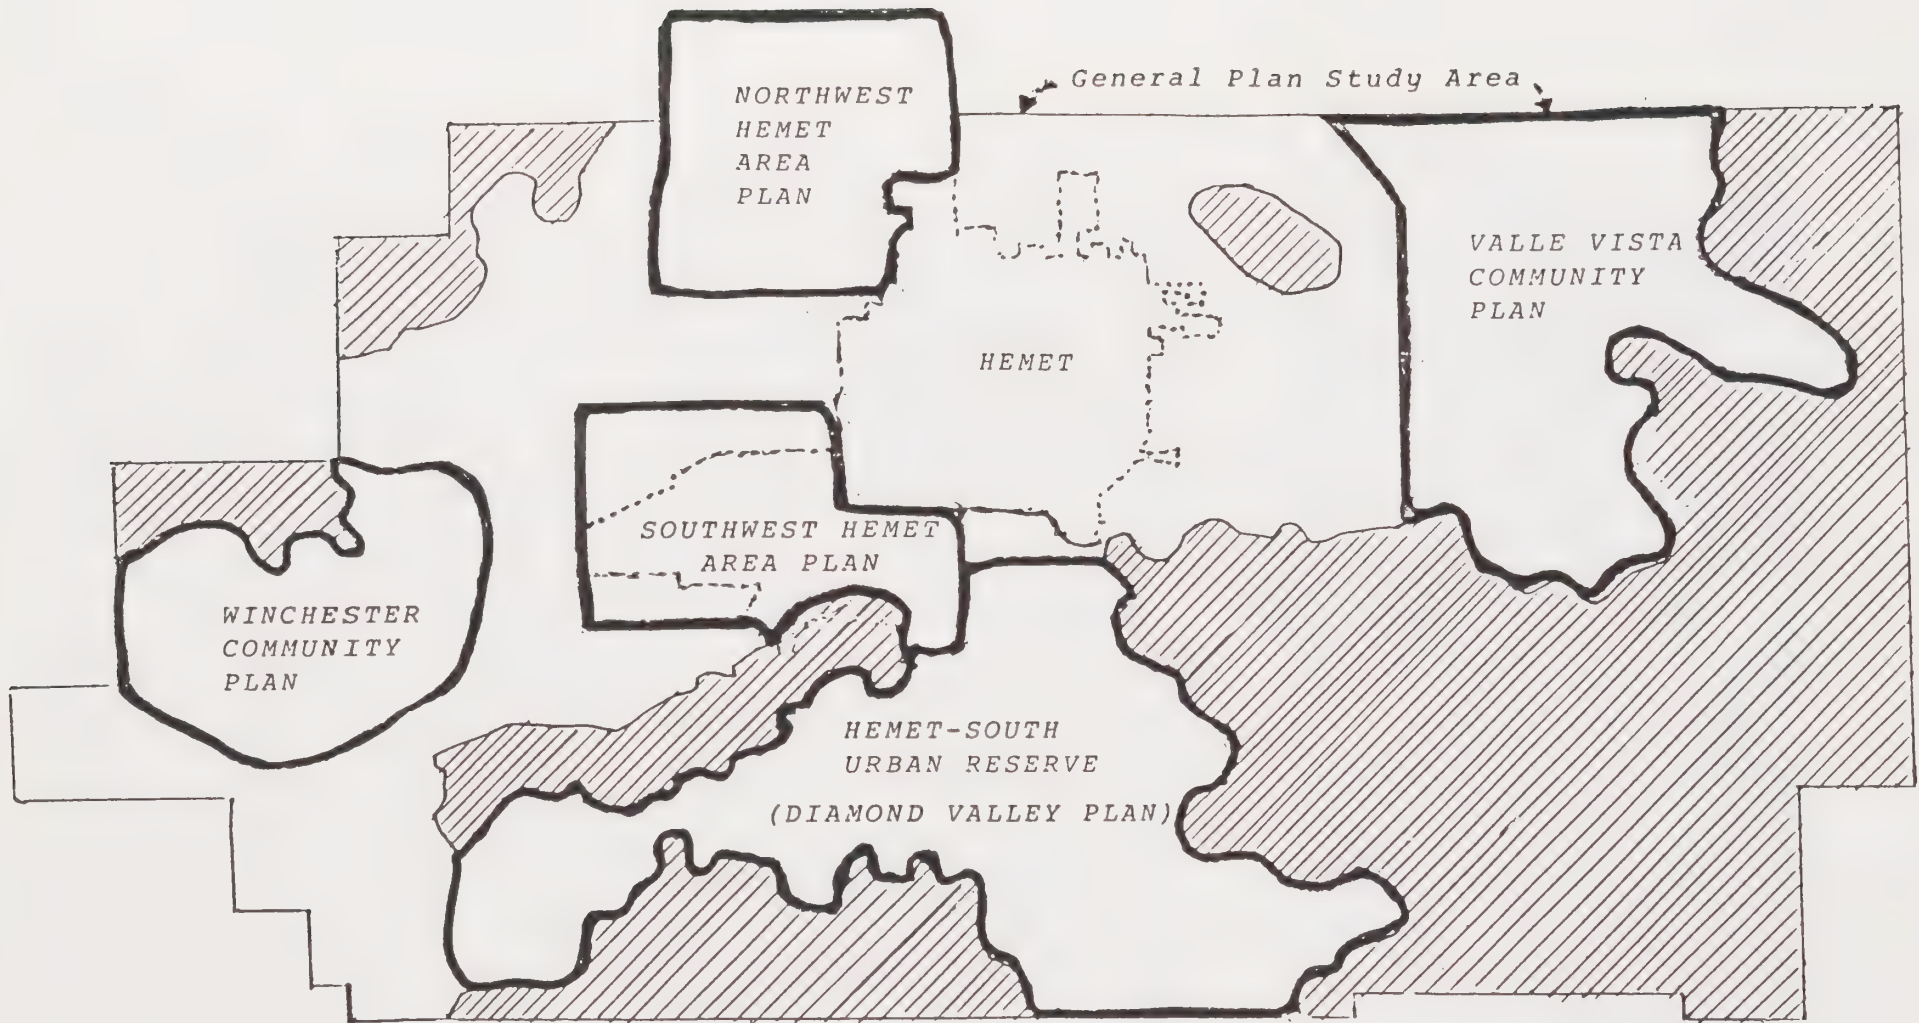 NORTHWEST
HEMET
AREA
PLAN
General Plan Study Area
VALLE VISTA
COMMUNITY
PLAN
HEMET
SOUTHWEST HEMET
AREA PLAN
WINCHESTER
COMMUNITY
PLAN
HEMET-SOUTH
URBAN RESERVE
(DIAMOND VALLEY PLAN)